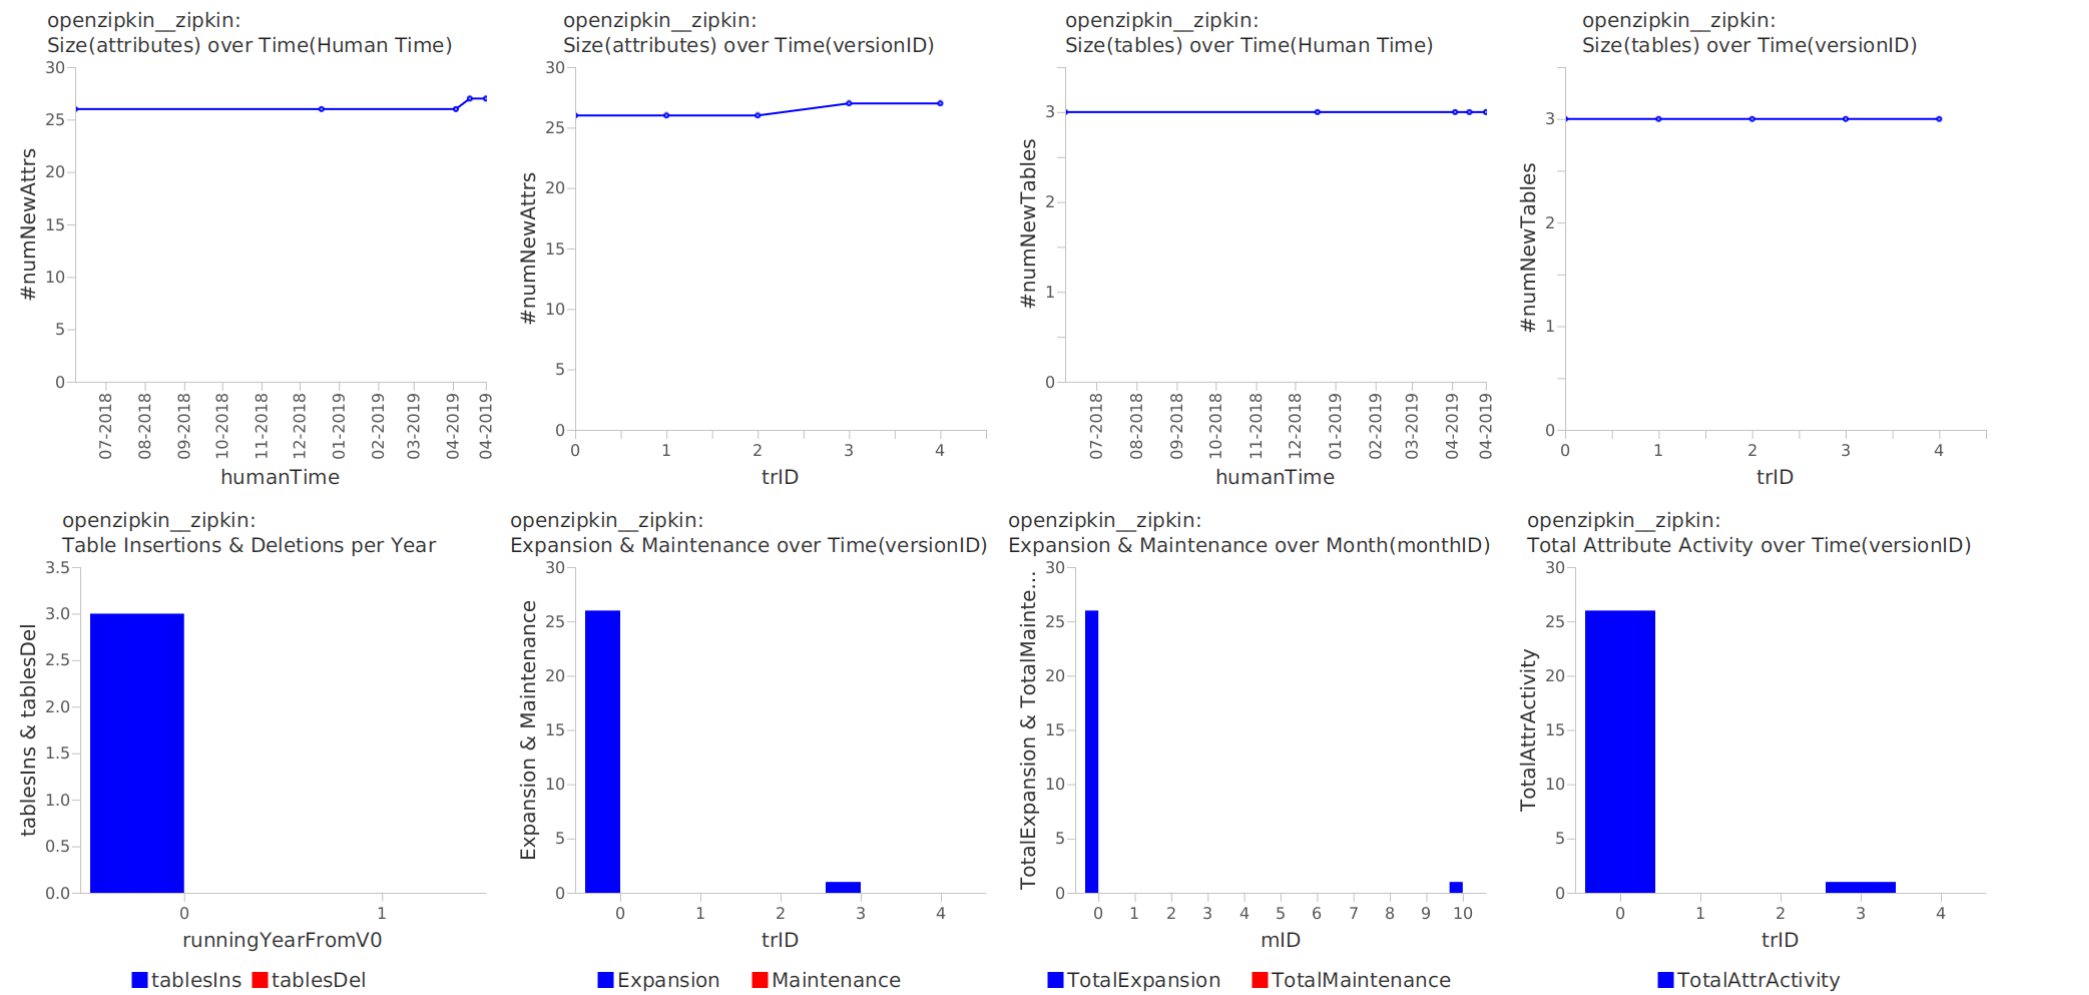 openzipkin__zipkin:
Size(attributes) over Time(Human Time)
30
25
20
15
10
5
0
#numNewAttrs
07-2018
08-2018
09-2018
10-2018
11-2018
12-2018
01-2019
02-2019
03-2019
04-2019
04-2019
humanTime
openzipkin__zipkin:
Size(attributes) over Time(versionID)
30
25
20
15
10
5
0
#numNewAttrs
0 1 2 3 4
trID
openzipkin__zipkin:
Size(tables) over Time(Human Time)
3
2
1
0
#numNewTables
07-2018
08-2018
09-2018
10-2018
11-2018
12-2018
01-2019
02-2019
03-2019
04-2019
04-2019
humanTime
openzipkin__zipkin:
Size(tables) over Time(versionID)
3
2
1
0
#numNewTables
0 1 2 3 4
trID
openzipkin__zipkin:
Table Insertions & Deletions per Year
3.5
3.0
2.5
2.0
1.5
1.0
0.5
0.0
tablesIns & tablesDel
0 1
runningYearFromV0
tablesIns tablesDel
openzipkin__zipkin:
Expansion & Maintenance over Time(versionID)
30
25
20
15
10
5
0
Expansion & Maintenance
0 1 2 3 4
trID
Expansion Maintenance
openzipkin__zipkin:
Expansion & Maintenance over Month(monthID)
30
25
20
15
10
5
0
TotalExpansion & TotalMainte...
0 1 2 3 4 5 6 7 8 9 10
mID
TotalExpansion TotalMaintenance
openzipkin__zipkin:
Total Attribute Activity over Time(versionID)
30
25
20
15
10
5
0
TotalAttrActivity
0 1 2 3 4
trID
TotalAttrActivity